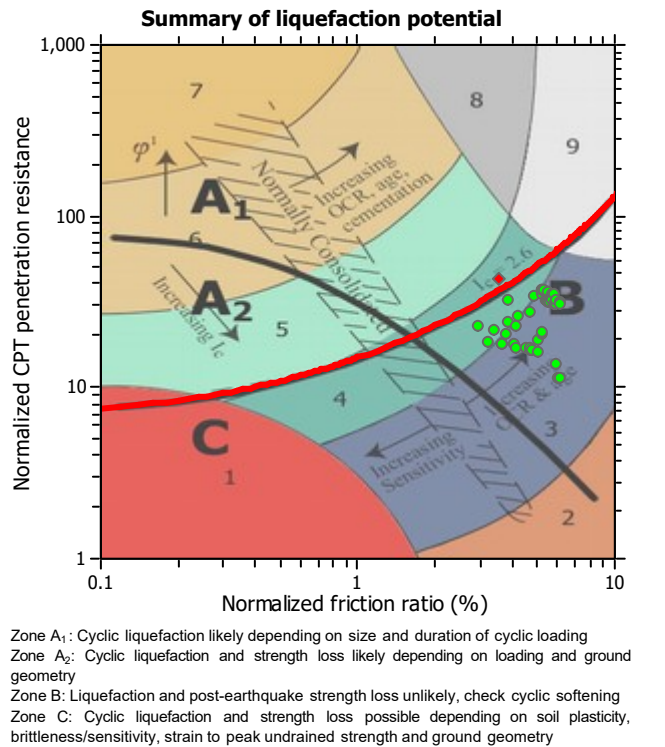 Summary of liquefaction potential
1,000
100
10
1
Normalized CPT penetration resistance
7
8
9
φ'
A1
Increasing
OCR, age,
cementation
Normally Consolidated
6
A2
Increasing Ic
5
Ic = 2.6
B
4
Increasing
OCR & age
3
C
1
Increasing
Sensitivity
2
0.1
1
10
Normalized friction ratio (%)
Zone A1: Cyclic liquefaction likely depending on size and duration of cyclic loading
Zone A2: Cyclic liquefaction and strength loss likely depending on loading and ground
geometry
Zone B: Liquefaction and post-earthquake strength loss unlikely, check cyclic softening
Zone C: Cyclic liquefaction and strength loss possible depending on soil plasticity,
brittleness/sensitivity, strain to peak undrained strength and ground geometry